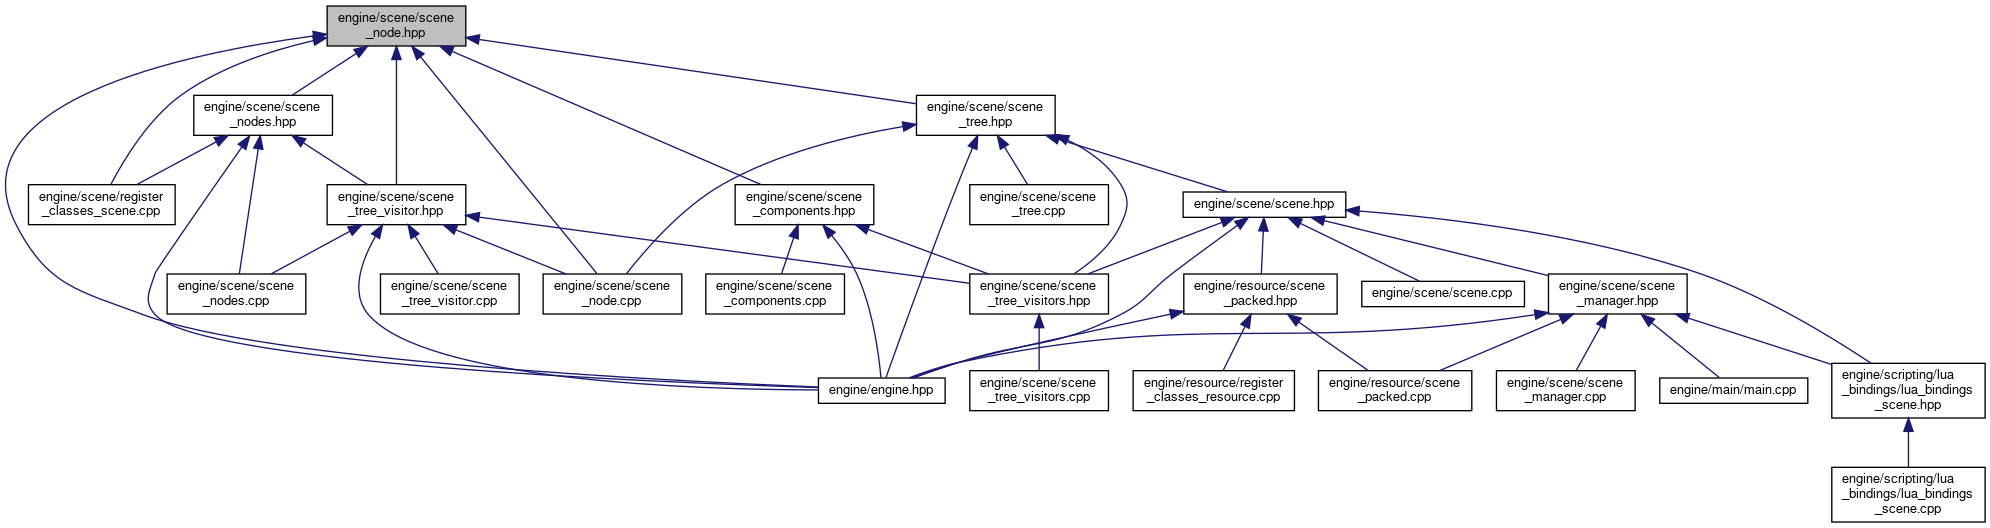 engine/scene/scene
_node.hpp
engine/scene/scene
_nodes.hpp
engine/scene/scene
_tree.hpp
engine/scene/register
_classes_scene.cpp
engine/scene/scene
_tree_visitor.hpp
engine/scene/scene
_components.hpp
engine/scene/scene
_tree.cpp
engine/scene/scene.hpp
engine/scene/scene
_nodes.cpp
engine/scene/scene
_tree_visitor.cpp
engine/scene/scene
_node.cpp
engine/scene/scene
_components.cpp
engine/scene/scene
_tree_visitors.hpp
engine/resource/scene
_packed.hpp
engine/scene/scene.cpp
engine/scene/scene
_manager.hpp
engine/engine.hpp
engine/scene/scene
_tree_visitors.cpp
engine/resource/register
_classes_resource.cpp
engine/resource/scene
_packed.cpp
engine/scene/scene
_manager.cpp
engine/main/main.cpp
engine/scripting/lua
_bindings/lua_bindings
_scene.hpp
engine/scripting/lua
_bindings/lua_bindings
_scene.cpp